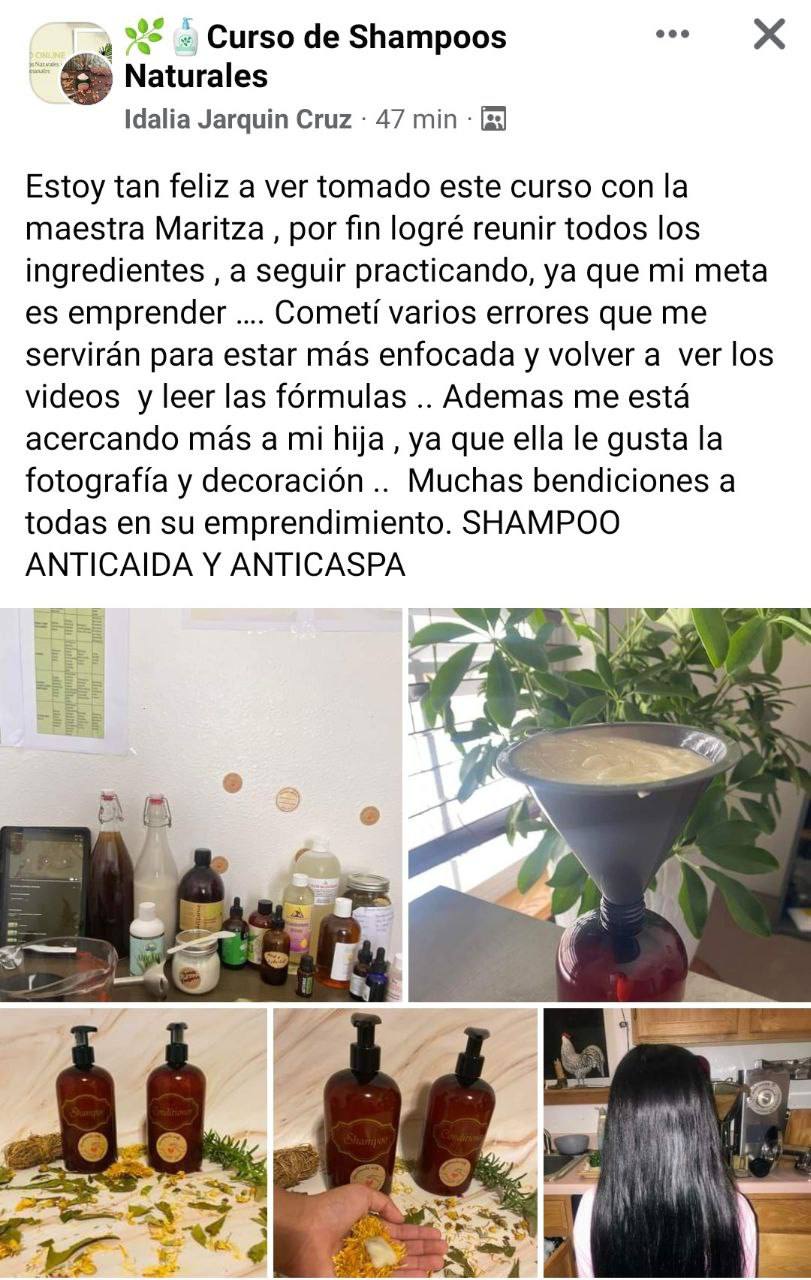 🌿🧴Curso de Shampoos
Naturales
Idalia Jarquin Cruz · 47 min ·
Estoy tan feliz a ver tomado este curso con la
maestra Maritza , por fin logré reunir todos los
ingredientes , a seguir practicando, ya que mi meta
es emprender .... Cometí varios errores que me
servirán para estar más enfocada y volver a  ver los
videos  y leer las fórmulas .. Ademas me está
acercando más a mi hija , ya que ella le gusta la
fotografía y decoración ..  Muchas bendiciones a
todas en su emprendimiento. SHAMPOO
ANTICAIDA Y ANTICASPA
Shampoo
Conditioner
Shampoo
Conditioner